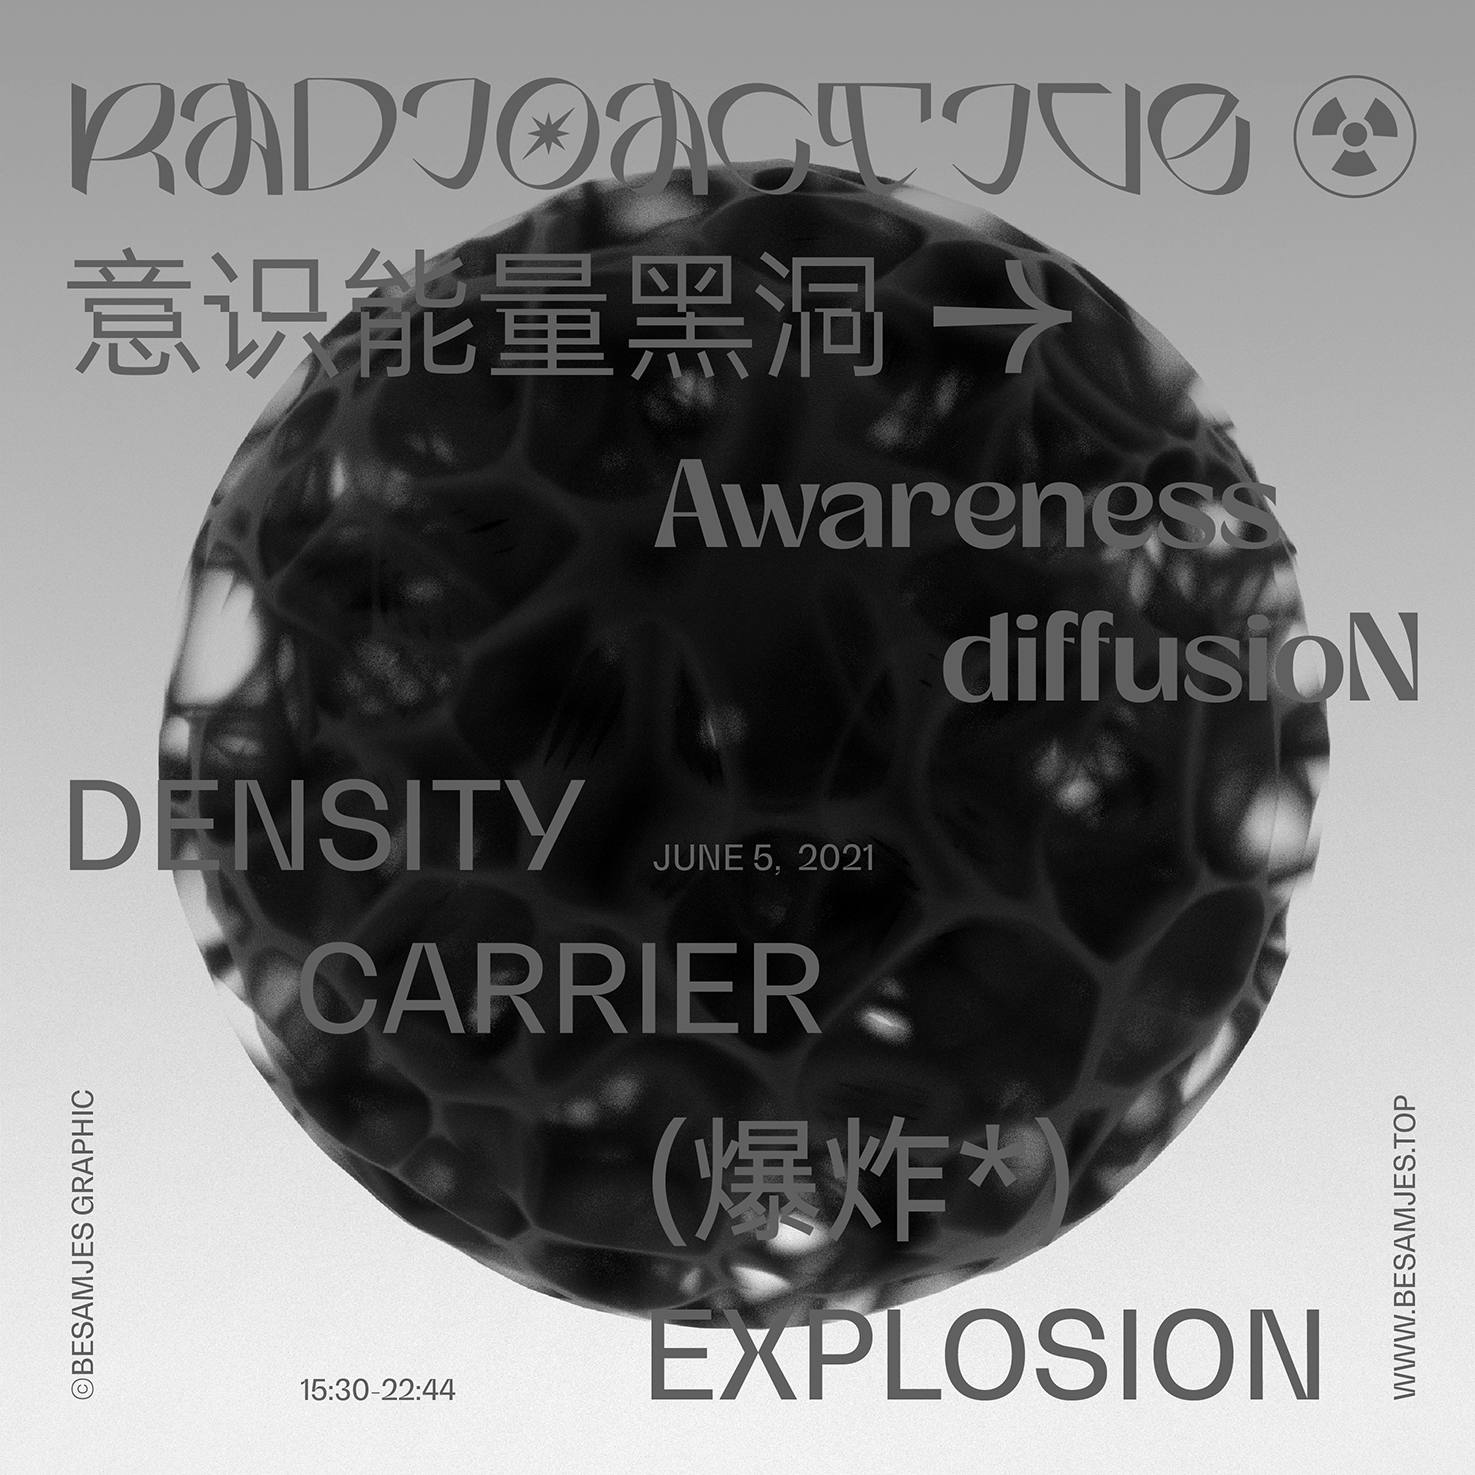 RADIOACTIVE
意识能量黑洞→
Awareness
diffusioN
DENSITY
JUNE 5, 2021
CARRIER
(爆炸*)
EXPLOSION
15:30-22:44
©BESAMJES GRAPHIC
WWW.BESAMJES.TOP